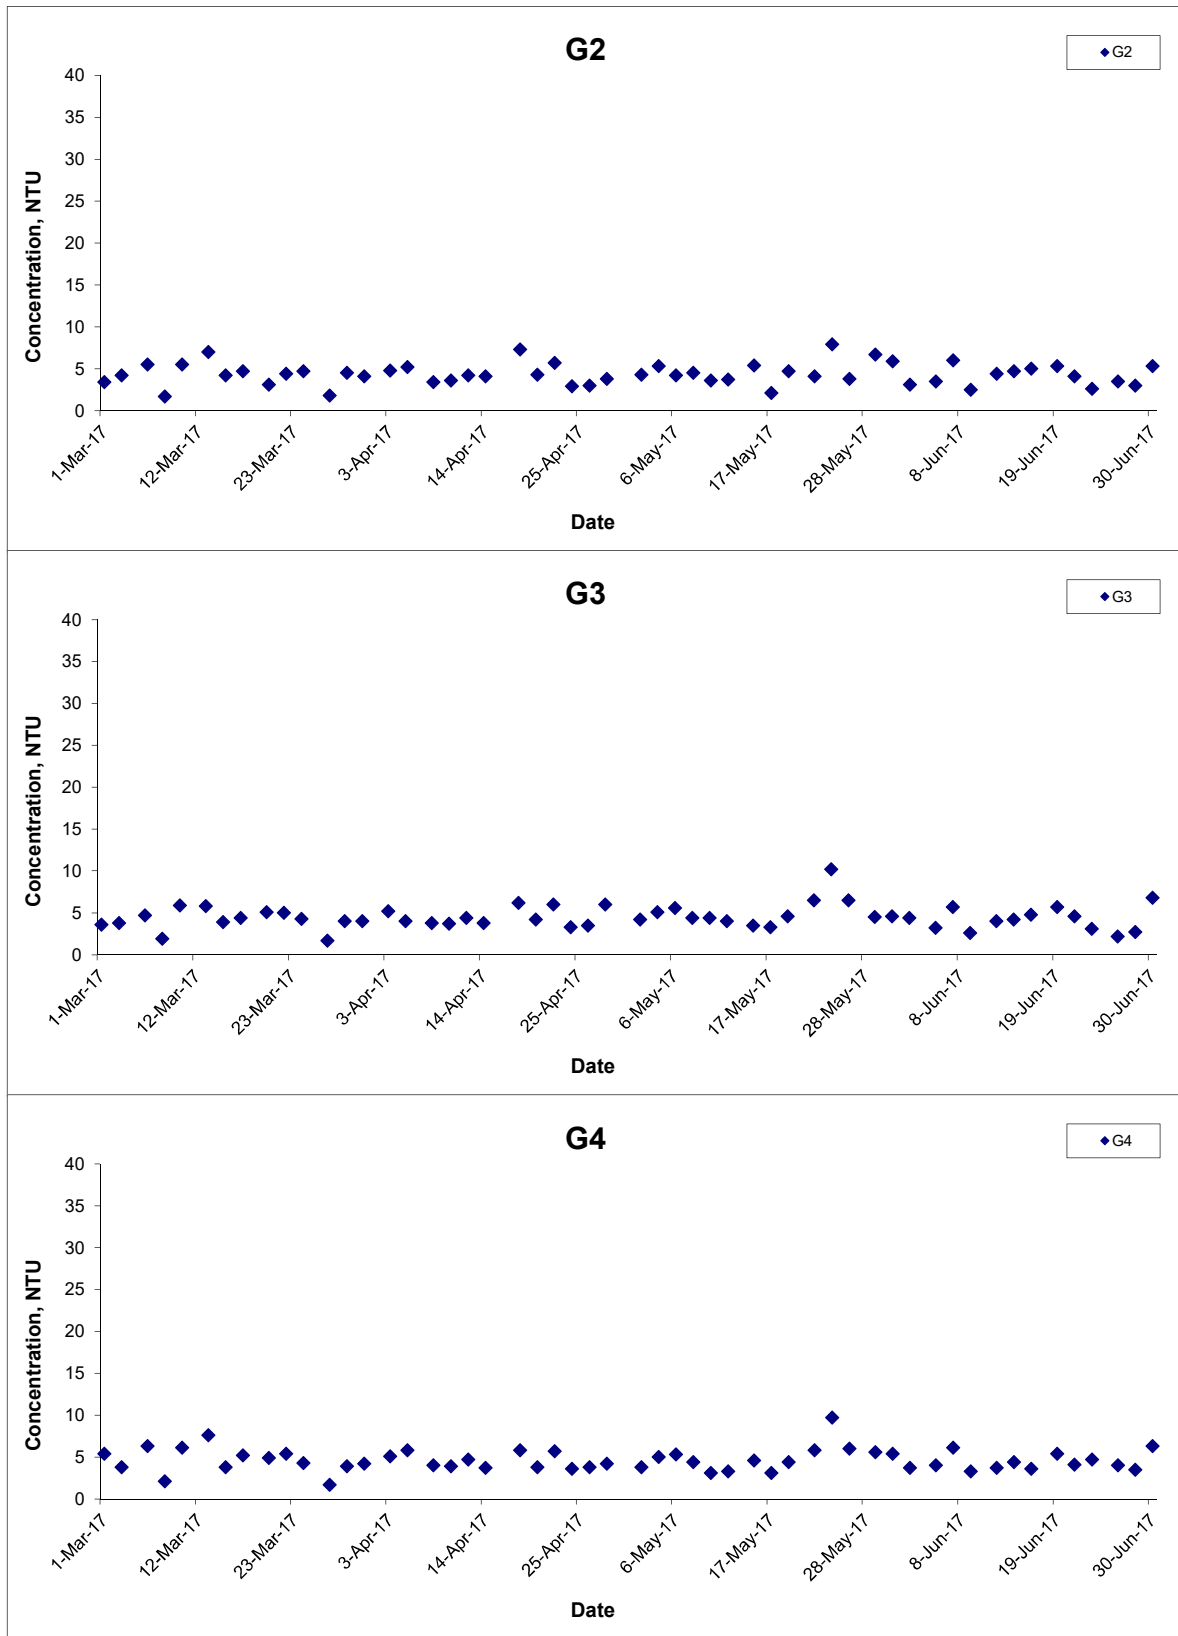 G2
G2
40
35
30
25
20
15
10
5
0
Concentration, NTU
1-Mar-17
12-Mar-17
23-Mar-17
3-Apr-17
14-Apr-17
25-Apr-17
6-May-17
17-May-17
28-May-17
8-Jun-17
19-Jun-17
30-Jun-17
Date
G3
G3
40
35
30
25
20
15
10
5
0
Concentration, NTU
1-Mar-17
12-Mar-17
23-Mar-17
3-Apr-17
14-Apr-17
25-Apr-17
6-May-17
17-May-17
28-May-17
8-Jun-17
19-Jun-17
30-Jun-17
Date
G4
G4
40
35
30
25
20
15
10
5
0
Concentration, NTU
1-Mar-17
12-Mar-17
23-Mar-17
3-Apr-17
14-Apr-17
25-Apr-17
6-May-17
17-May-17
28-May-17
8-Jun-17
19-Jun-17
30-Jun-17
Date